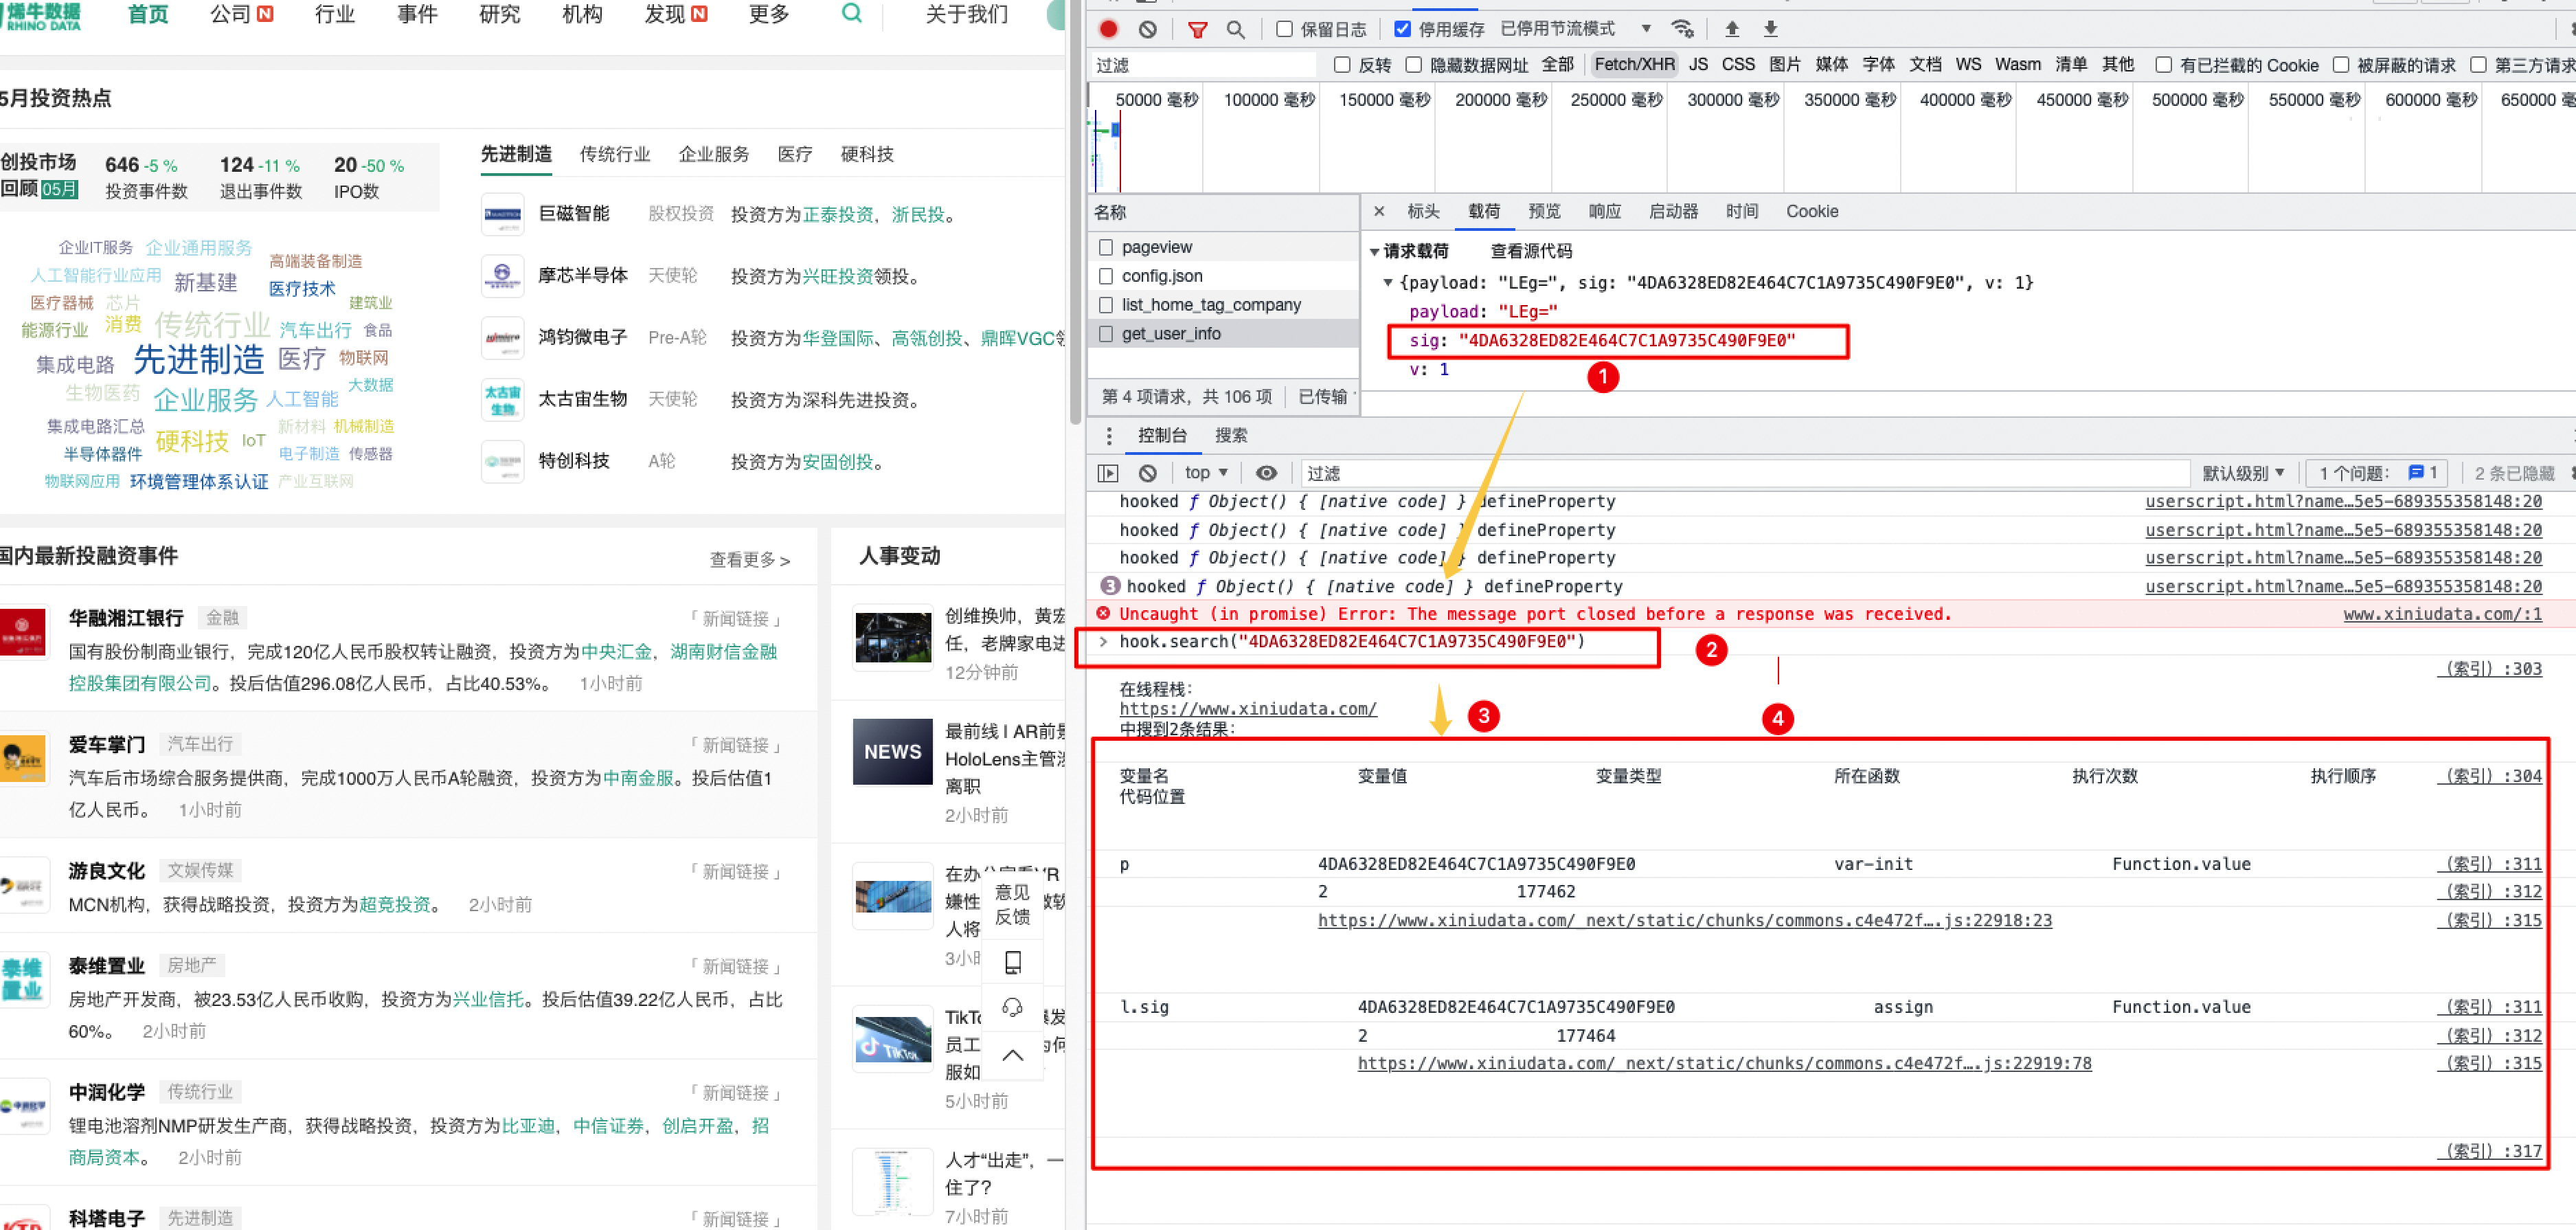 烯牛数据
RHINO DATA
首页 公司 N 行业 事件 研究 机构 发现 N 更多 关于我们
5月投资热点
创投市场
回顾 05月
646 -5 % 124 -11 % 20 -50 %
投资事件数 退出事件数 IPO数
先进制造 传统行业 企业服务 医疗 硬科技
巨磁智能 股权投资 投资方为正泰投资，浙民投。
摩芯半导体 天使轮 投资方为兴旺投资领投。
鸿钧微电子 Pre-A轮 投资方为华登国际、高瓴创投、鼎晖VGC领
太古宙生物 天使轮 投资方为深科先进投资。
太古宙
生物
特创科技 A轮 投资方为安固创投。
企业IT服务 企业通用服务
高端装备制造
人工智能行业应用 新基建 医疗技术
医疗器械 芯片 建筑业
能源行业 消费 传统行业 汽车出行 食品
集成电路 先进制造 医疗 物联网
生物医药 企业服务 人工智能 大数据
集成电路汇总 硬科技 IoT 新材料 机械制造
半导体器件 电子制造 传感器
物联网应用 环境管理体系认证 产业互联网
国内最新投融资事件 查看更多 >
华融湘江银行 金融 「 新闻链接 」
国有股份制商业银行，完成120亿人民币股权转让融资，投资方为中央汇金，湖南财信金融
控股集团有限公司。投后估值296.08亿人民币，占比40.53%。 1小时前
爱车掌门 汽车出行 「 新闻链接 」
汽车后市场综合服务提供商，完成1000万人民币A轮融资，投资方为中南金服。投后估值1
亿人民币。 1小时前
游良文化 文娱传媒 「 新闻链接 」
MCN机构，获得战略投资，投资方为超竞投资。 2小时前
泰维
置业
泰维置业 房地产 「 新闻链接 」
房地产开发商，被23.53亿人民币收购，投资方为兴业信托。投后估值39.22亿人民币，占比
60%。 2小时前
中润化学 传统行业 「 新闻链接 」
锂电池溶剂NMP研发生产商，获得战略投资，投资方为比亚迪，中信证券，创启开盈，招
商局资本。 2小时前
科塔电子 先进制造 「 新闻链接 」
人事变动
创维换帅，黄宏
任，老牌家电进
12分钟前
NEWS
最前线 | AR前景
HoloLens主管涉
离职
2小时前
在办公室看VR
嫌性
人将
3小时
TikTok
员工
服如
5小时前
人才“出走”，一
住了？
7小时前
意见
反馈
保留日志 停用缓存 已停用节流模式
过滤 反转 隐藏数据网址 全部 Fetch/XHR JS CSS 图片 媒体 字体 文档 WS Wasm 清单 其他 有已拦截的 Cookie 被屏蔽的请求 第三方请求
50000 毫秒 100000 毫秒 150000 毫秒 200000 毫秒 250000 毫秒 300000 毫秒 350000 毫秒 400000 毫秒 450000 毫秒 500000 毫秒 550000 毫秒 600000 毫秒 650000 毫
名称
pageview
config.json
list_home_tag_company
get_user_info
第 4 项请求，共 106 项 已传输
× 标头 载荷 预览 响应 启动器 时间 Cookie
▼请求载荷 查看源代码
▼{payload: "LEg=", sig: "4DA6328ED82E464C7C1A9735C490F9E0", v: 1}
payload: "LEg="
sig: "4DA6328ED82E464C7C1A9735C490F9E0"
v: 1
1
控制台 搜索
top ▼ 过滤 默认级别 ▼ 1 个问题： 1 2 条已隐藏
hooked ƒ Object() { [native code] } defineProperty userscript.html?name…5e5-689355358148:20
hooked ƒ Object() { [native code] } defineProperty userscript.html?name…5e5-689355358148:20
hooked ƒ Object() { [native code] } defineProperty userscript.html?name…5e5-689355358148:20
3 hooked ƒ Object() { [native code] } defineProperty userscript.html?name…5e5-689355358148:20
Uncaught (in promise) Error: The message port closed before a response was received. www.xiniudata.com/:1
> hook.search("4DA6328ED82E464C7C1A9735C490F9E0")
2
（索引）:303
在线程栈：
https://www.xiniudata.com/
中搜到2条结果：
3
4
变量名 变量值 变量类型 所在函数 执行次数 执行顺序 （索引）:304
代码位置
p 4DA6328ED82E464C7C1A9735C490F9E0 var-init Function.value （索引）:311
2 177462 （索引）:312
https://www.xiniudata.com/_next/static/chunks/commons.c4e472f….js:22918:23 （索引）:315
l.sig 4DA6328ED82E464C7C1A9735C490F9E0 assign Function.value （索引）:311
2 177464 （索引）:312
https://www.xiniudata.com/_next/static/chunks/commons.c4e472f….js:22919:78 （索引）:315
（索引）:317